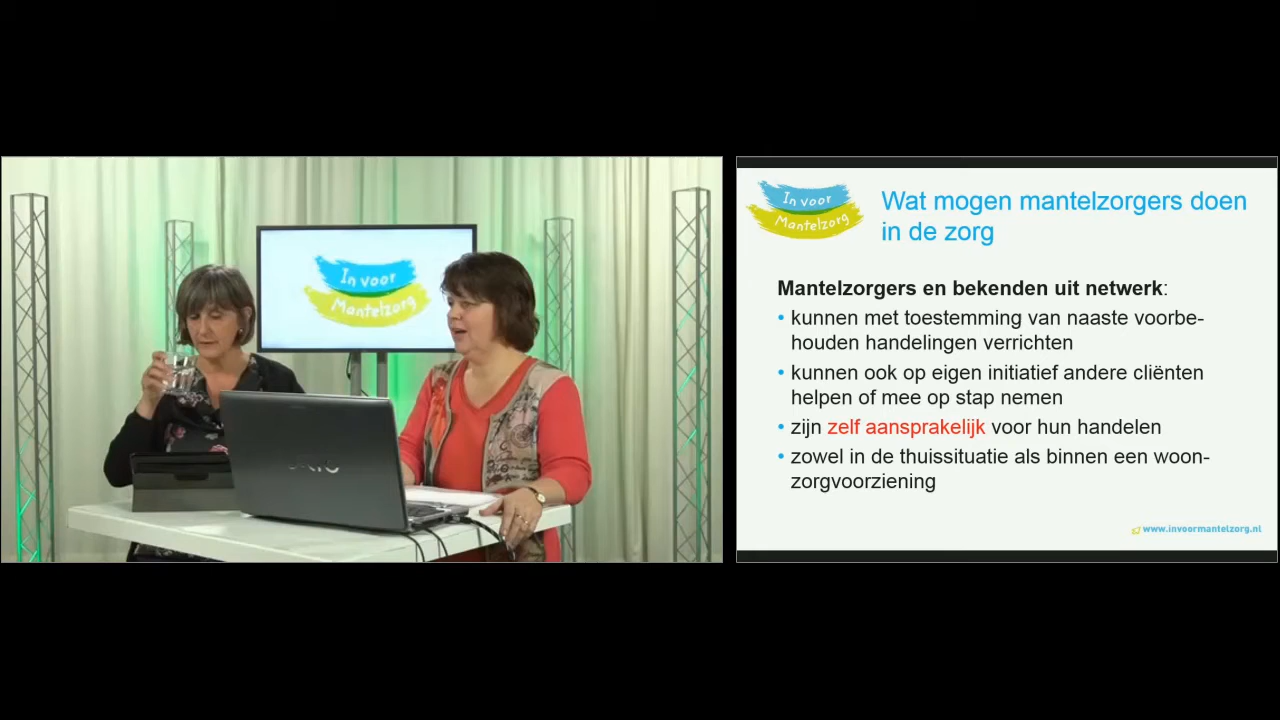 In voor
Mantelzorg
In voor
Mantelzorg
Wat mogen mantelzorgers doen
in de zorg
Mantelzorgers en bekenden uit netwerk:
• kunnen met toestemming van naaste voorbe-
houden handelingen verrichten
• kunnen ook op eigen initiatief andere cliënten
helpen of mee op stap nemen
• zijn zelf aansprakelijk voor hun handelen
• zowel in de thuissituatie als binnen een woon-
zorgvoorziening
www.invoormantelzorg.nl